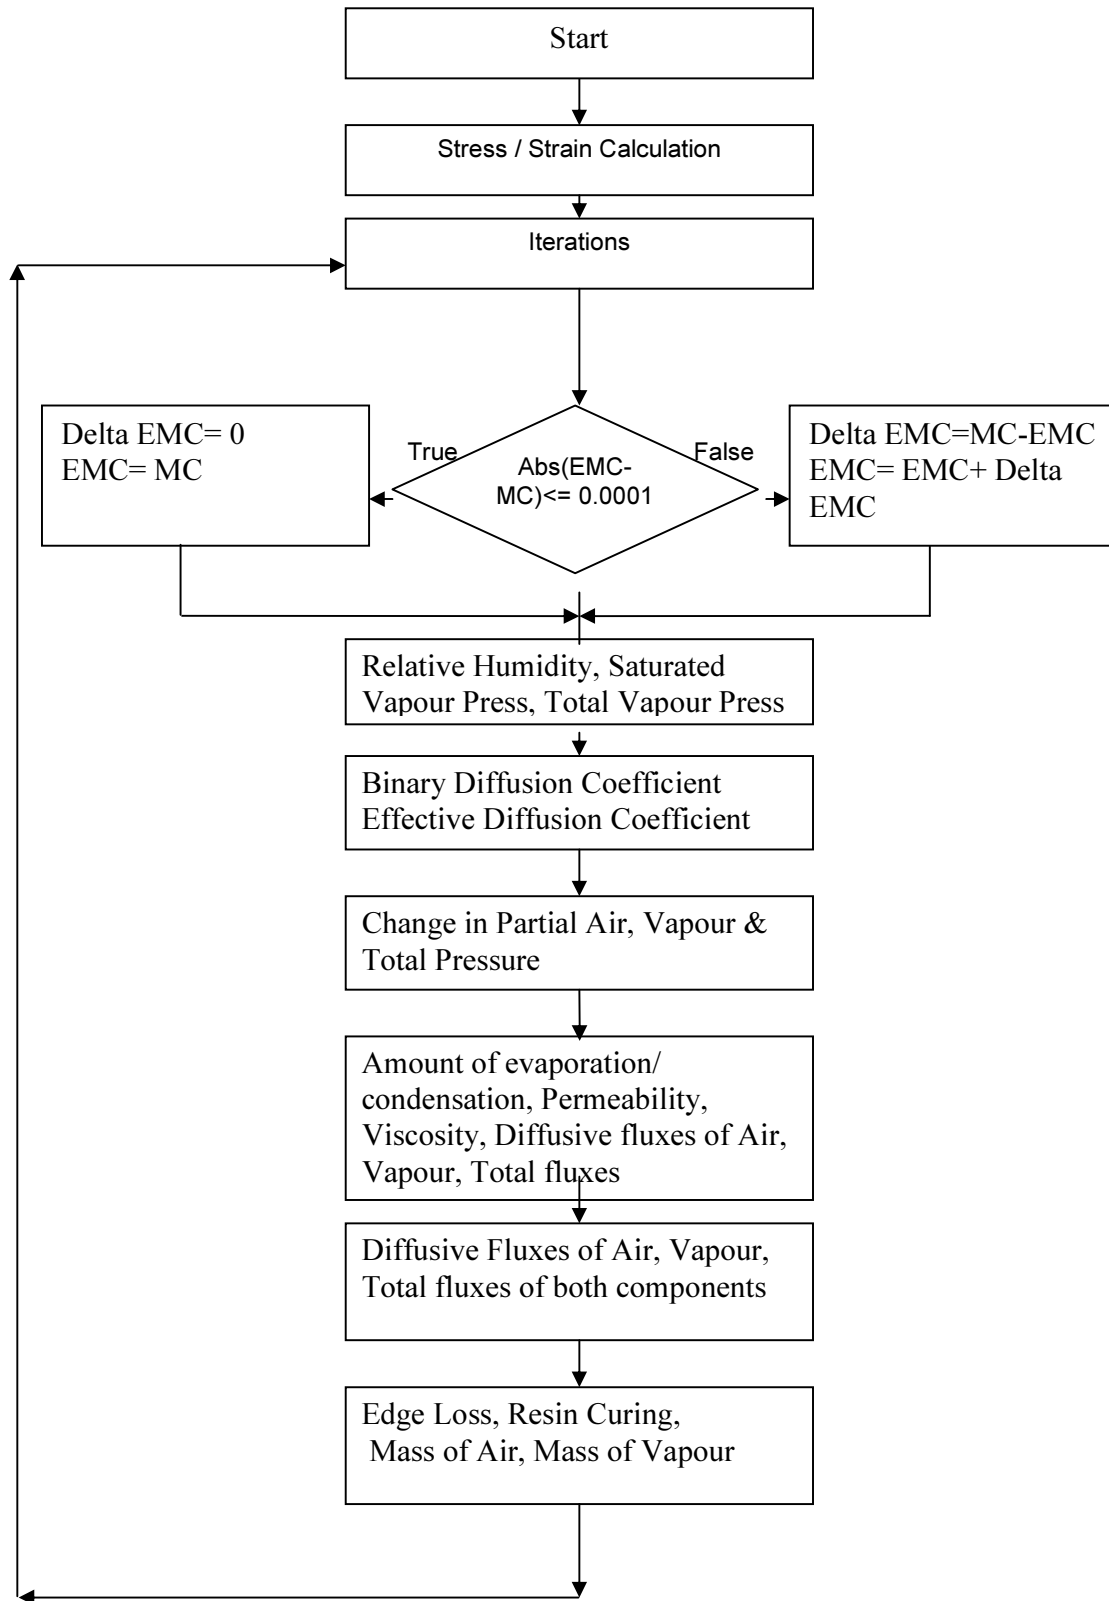 Start
Stress / Strain Calculation
Iterations
Delta EMC= 0
EMC= MC
True
Abs(EMC-
MC)<= 0.0001
False
Delta EMC=MC-EMC
EMC= EMC+ Delta
EMC
Relative Humidity, Saturated
Vapour Press, Total Vapour Press
Binary Diffusion Coefficient
Effective Diffusion Coefficient
Change in Partial Air, Vapour &
Total Pressure
Amount of evaporation/
condensation, Permeability,
Viscosity, Diffusive fluxes of Air,
Vapour, Total fluxes
Diffusive Fluxes of Air, Vapour,
Total fluxes of both components
Edge Loss, Resin Curing,
Mass of Air, Mass of Vapour